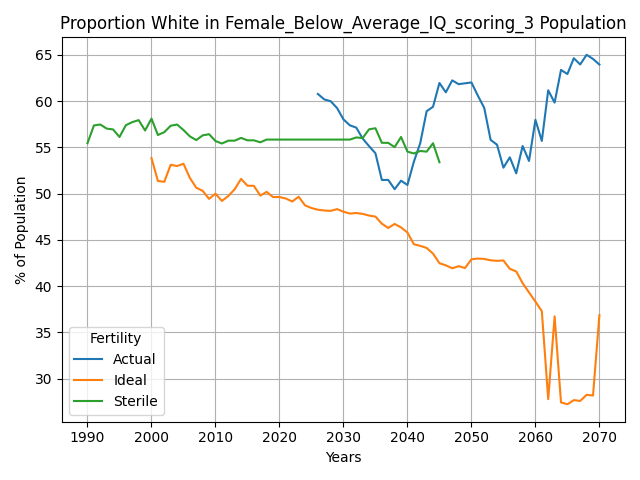 Proportion White in Female_Below_Average_IQ_scoring_3 Population
% of Population
65
60
55
50
45
40
35
30
Fertility
Actual
Ideal
Sterile
1990 2000 2010 2020 2030 2040 2050 2060 2070
Years